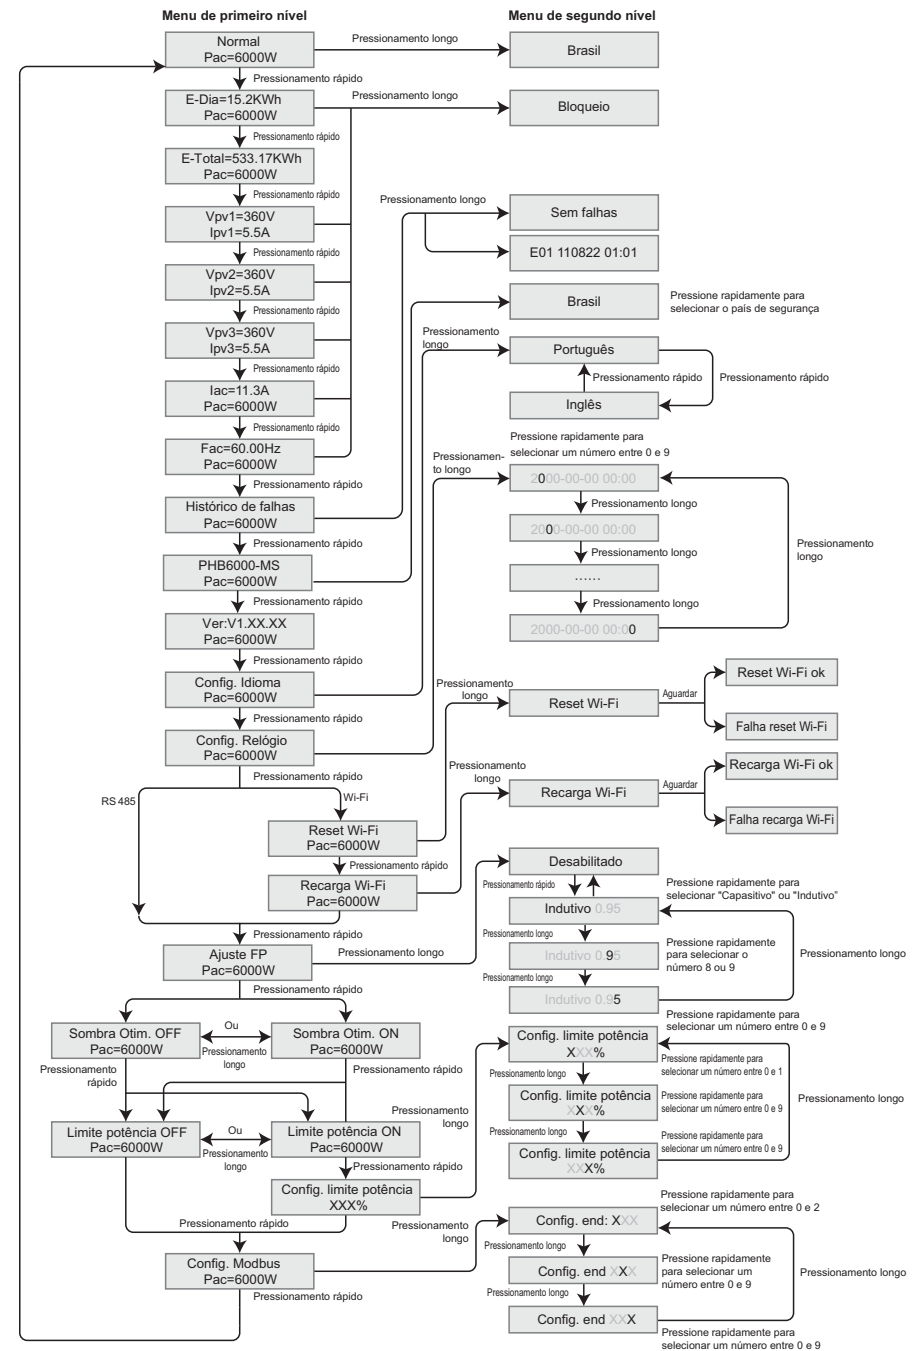 Menu de primeiro nível
Menu de segundo nível
Normal
Pac=6000W
Pressionamento longo
Brasil
Pressionamento rápido
E-Dia=15.2KWh
Pac=6000W
Pressionamento longo
Bloqueio
Pressionamento rápido
E-Total=533.17KWh
Pac=6000W
Pressionamento rápido
Vpv1=360V
Ipv1=5.5A
Pressionamento longo
Sem falhas
E01 110822 01:01
Pressionamento rápido
Vpv2=360V
Ipv2=5.5A
Pressionamento rápido
Brasil
Pressione rapidamente para
selecionar o país de segurança
Vpv3=360V
Ipv3=5.5A
Pressionamento
longo
Português
Pressionamento rápido
Pressionamento rápido
Inglês
Pressionamento rápido
Iac=11.3A
Pac=6000W
Pressionamento rápido
Fac=60.00Hz
Pac=6000W
Pressione rapidamente para
selecionar um número entre 0 e 9
Pressionamen-
to longo
2000-00-00 00:00
Pressionamento rápido
Histórico de falhas
Pac=6000W
Pressionamento longo
2000-00-00 00:00
Pressionamento rápido
Pressionamento longo
Pressionamento
longo
PHB6000-MS
Pac=6000W
......
Pressionamento rápido
Pressionamento longo
Ver:V1.XX.XX
Pac=6000W
2000-00-00 00:00
Pressionamento rápido
Config. Idioma
Pac=6000W
Pressionamento
longo
Reset Wi-Fi
Aguardar
Reset Wi-Fi ok
Falha reset Wi-Fi
Pressionamento rápido
Config. Relógio
Pac=6000W
Pressionamento rápido
Pressionamento
longo
Recarga Wi-Fi
Aguardar
Recarga Wi-Fi ok
Falha recarga Wi-Fi
RS 485
Wi-Fi
Reset Wi-Fi
Pac=6000W
Pressionamento rápido
Recarga Wi-Fi
Pac=6000W
Desabilitado
Pressionamento rápido
Pressione rapidamente para
selecionar "Capasitivo" ou "Indutivo”
Indutivo 0.95
Pressionamento rápido
Pressionamento longo
Ajuste FP
Pac=6000W
Pressionamento longo
Indutivo 0.95
Pressione rapidamente
para selecionar o
número 8 ou 9
Pressionamento longo
Pressionamento longo
Pressionamento rápido
Indutivo 0.95
Pressione rapidamente para
selecionar um número entre 0 e 9
Sombra Otim. OFF
Pac=6000W
Ou
Pressionamento
longo
Sombra Otim. ON
Pac=6000W
Config. limite potência
XXX%
Pressione rapidamente para
selecionar um número entre 0 e 1
Pressionamento
rápido
Pressionamento rápido
Pressionamento longo
Config. limite potência
XXX%
Pressione rapidamente para
selecionar um número entre 0 e 9
Pressionamento longo
Pressionamento
longo
Limite potência OFF
Pac=6000W
Ou
Pressionamento
longo
Limite potência ON
Pac=6000W
Pressionamento longo
Config. limite potência
XXX%
Pressione rapidamente para
selecionar um número entre 0 e 9
Pressionamento rápido
Config. limite potência
XXX%
Pressione rapidamente para
selecionar um número entre 0 e 2
Pressionamento rápido
Pressionamento
longo
Config. end: XXX
Pressionamento longo
Config. Modbus
Pac=6000W
Config. end XXX
Pressione rapidamente
para selecionar um
número entre 0 e 9
Pressionamento longo
Pressionamento rápido
Pressionamento longo
Config. end XXX
Pressione rapidamente para
selecionar um número entre 0 e 9